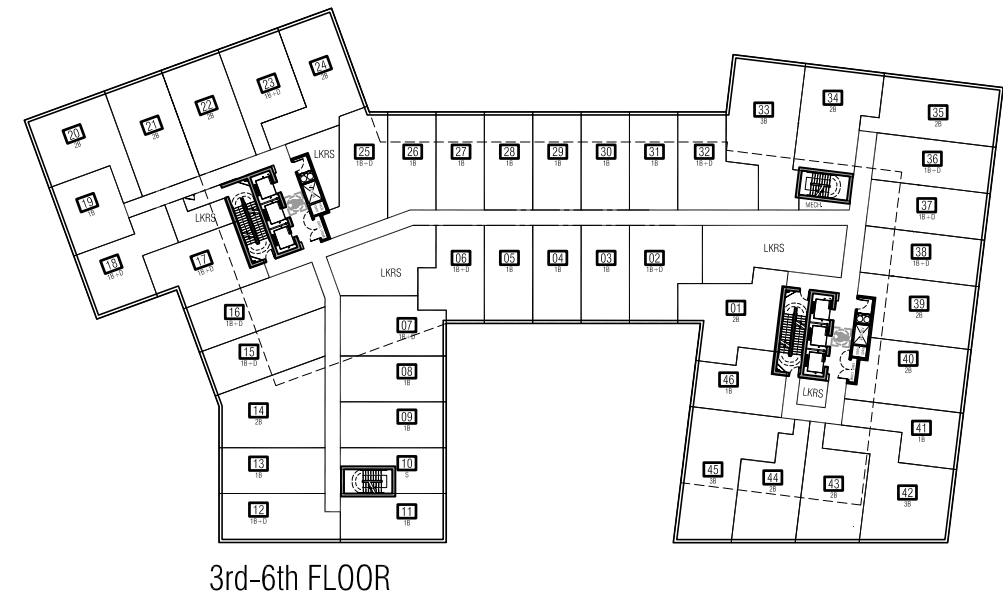 24
2B
23
1B+D
22
2B
21
2B
20
2B
19
1B
18
1B+D
17
1B+D
16
1B+D
15
1B+D
14
2B
13
1B
12
1B+D
LKRS
LKRS
LKRS
25
1B+D
26
1B
27
1B
28
1B
29
1B
30
1B
31
1B
32
1B+D
33
3B
34
2B
35
2B
36
1B+D
37
1B+D
38
1B+D
39
2B
40
2B
41
1B
42
3B
43
2B
44
2B
45
3B
46
1B
01
2B
02
1B+D
03
1B
04
1B
05
1B
06
1B+D
07
1B+D
08
1B
09
1B
10
S
11
1B
MECH.
LKRS
LKRS
3rd-6th FLOOR